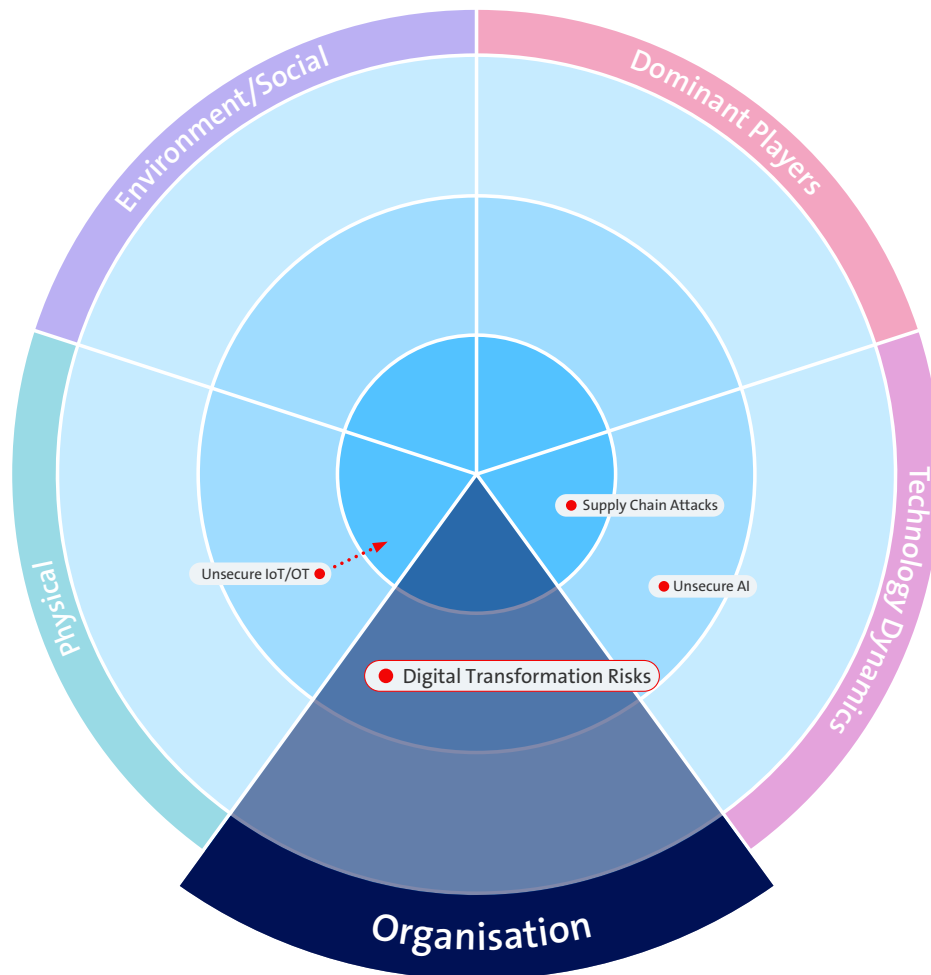 Environment/Social
Dominant Players
Supply Chain Attacks
Unsecure IoT/OT
Unsecure AI
Physical
Technology Dynamics
Digital Transformation Risks
Organisation